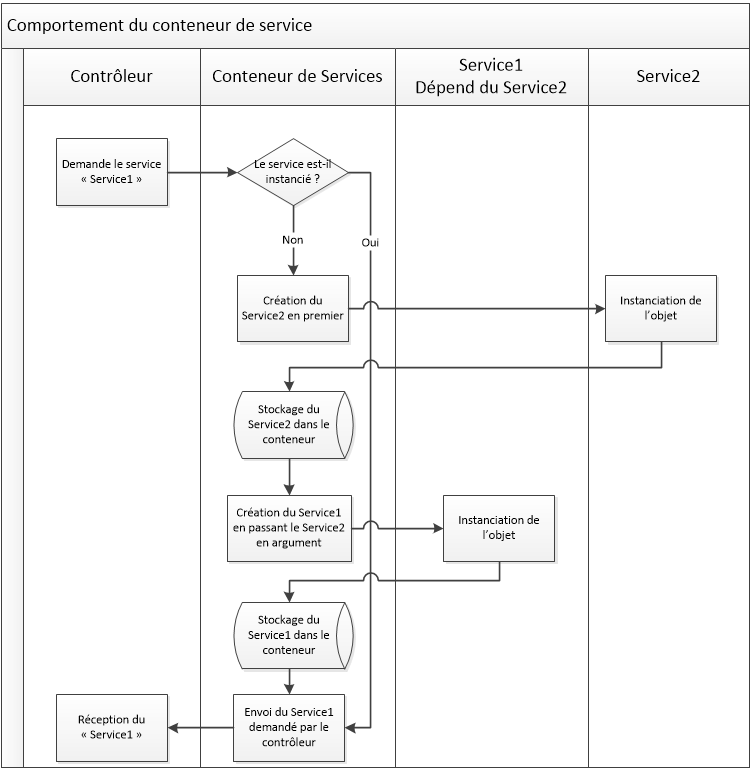 Comportement du conteneur de service
Contrôleur
Conteneur de Services
Service1
Dépend du Service2
Service2
Demande le service
« Service1 »
Le service est-il
instancié ?
Non
Oui
Création du
Service2 en premier
Instanciation de
l’objet
Stockage du
Service2 dans le
conteneur
Création du Service1
en passant le Service2
en argument
Instanciation de
l’objet
Stockage du
Service1 dans le
conteneur
Réception du
« Service1 »
Envoi du Service1
demandé par le
contrôleur